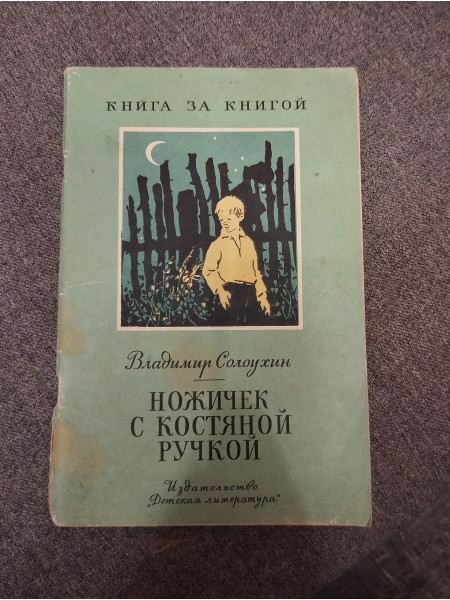 КНИГА ЗА КНИГОЙ
Владимир Солоухин
НОЖИЧЕК
С КОСТЯНОЙ
РУЧКОЙ
Издательство
„Детская литература"